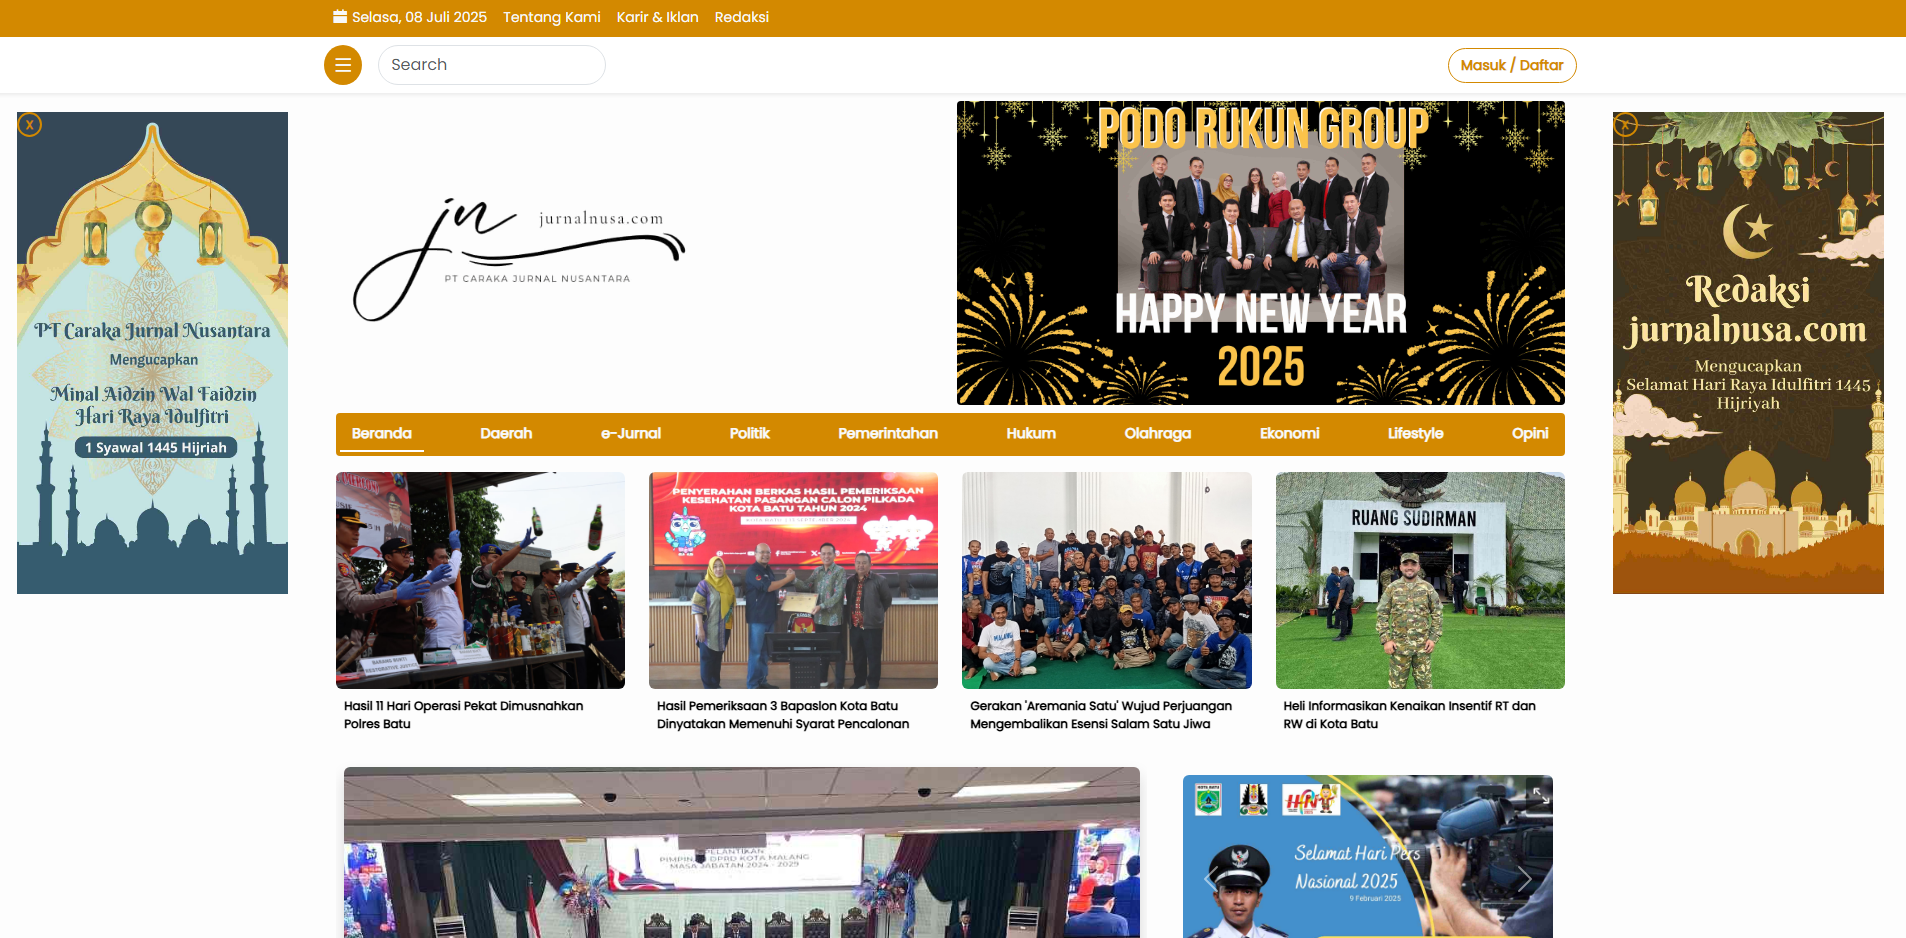 Selasa, 08 Juli 2025 Tentang Kami Karir & Iklan Redaksi
Search
Masuk / Daftar
X
PT Caraka Jurnal Nusantara
Mengucapkan
Minal Aidzin Wal Faidzin
Hari Raya Idulfitri
1 Syawal 1445 Hijriah
jn jurnalnusa.com
PT CARAKA JURNAL NUSANTARA
PODO RUKUN GROUP
HAPPY NEW YEAR
2025
X
Redaksi
jurnalnusa.com
Mengucapkan
Selamat Hari Raya Idulfitri 1445
Hijriyah
Beranda Daerah e-Jurnal Politik Pemerintahan Hukum Olahraga Ekonomi Lifestyle Opini
BARANG BUKTI
RESTORATIVE JUSTICE
PENYERAHAN BERKAS HASIL PEMERIKSAAN
KESEHATAN PASANGAN CALON PILKADA
KOTA BATU TAHUN 2024
MALANG
RUANG SUDIRMAN
Hasil 11 Hari Operasi Pekat Dimusnahkan
Polres Batu
Hasil Pemeriksaan 3 Bapaslon Kota Batu
Dinyatakan Memenuhi Syarat Pencalonan
Gerakan 'Aremania Satu' Wujud Perjuangan
Mengembalikan Esensi Salam Satu Jiwa
Heli Informasikan Kenaikan Insentif RT dan
RW di Kota Batu
PELANTIKAN
PIMPINAN DPRD KOTA MALANG
MASA JABATAN 2024 - 2029
HPN
Selamat Hari Pers
Nasional 2025
9 Februari 2025